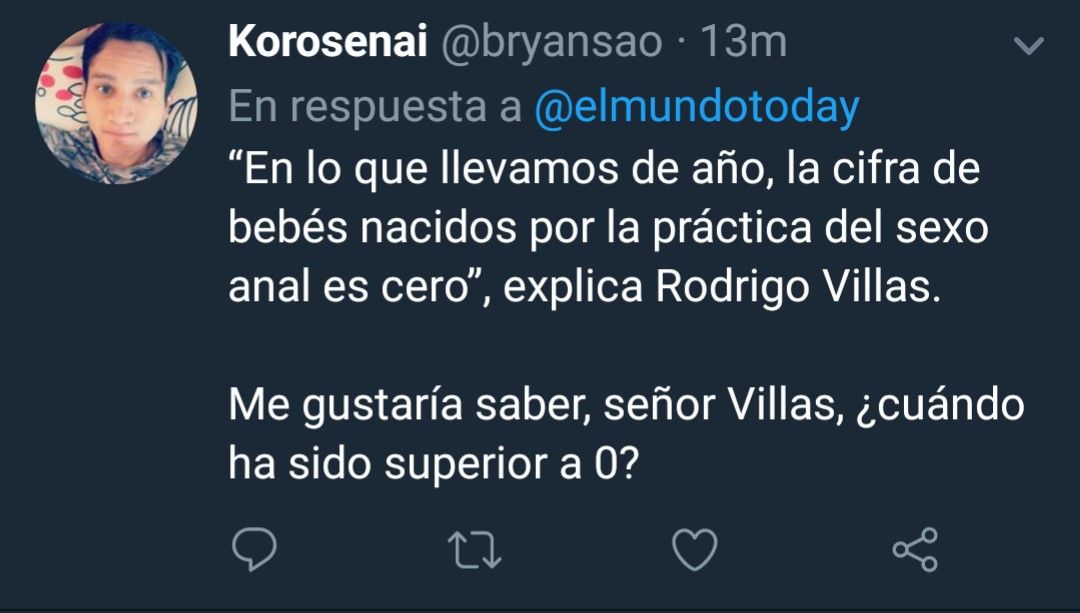 Korosenai @bryansao · 13m
En respuesta a @elmundotoday
“En lo que llevamos de año, la cifra de
bebés nacidos por la práctica del sexo
anal es cero”, explica Rodrigo Villas.
Me gustaría saber, señor Villas, ¿cuándo
ha sido superior a 0?